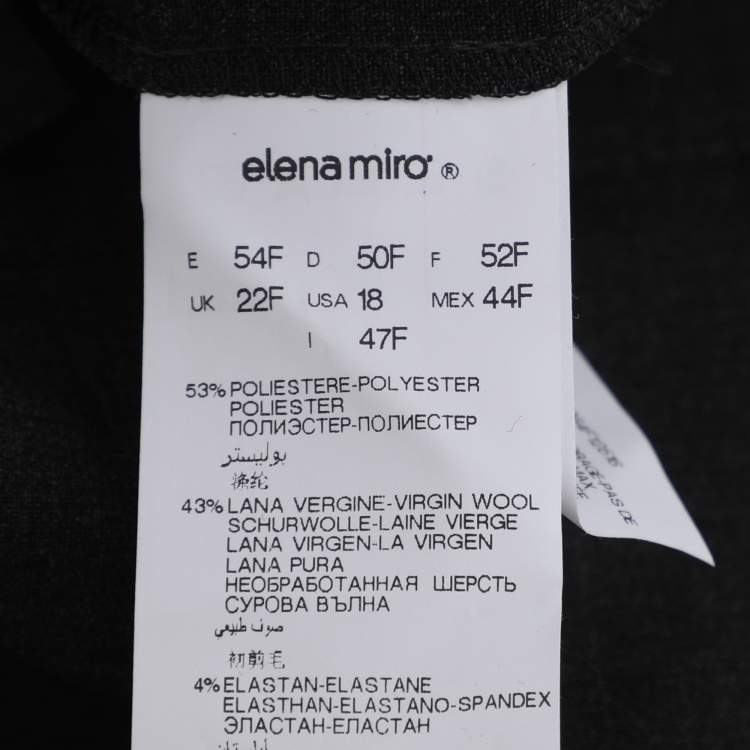 elena miro ®
E 54F D 50F F 52F
UK 22F USA 18 MEX 44F
I 47F
53% POLIESTERE-POLYESTER
POLIESTER
ПОЛИЭСТЕР-ПОЛИЕСТЕР
بوليستر
涤纶
43% LANA VERGINE-VIRGIN WOOL
SCHURWOLLE-LAINE VIERGE
LANA VIRGEN-LA VIRGEN
LANA PURA
НЕОБРАБОТАННАЯ ШЕРСТЬ
СУРОВА ВЪЛНА
صوف طبيعي
初剪毛
4% ELASTAN-ELASTANE
ELASTHAN-ELASTANO-SPANDEX
ЭЛАСТАН-ЕЛАСТАН
PAS DE